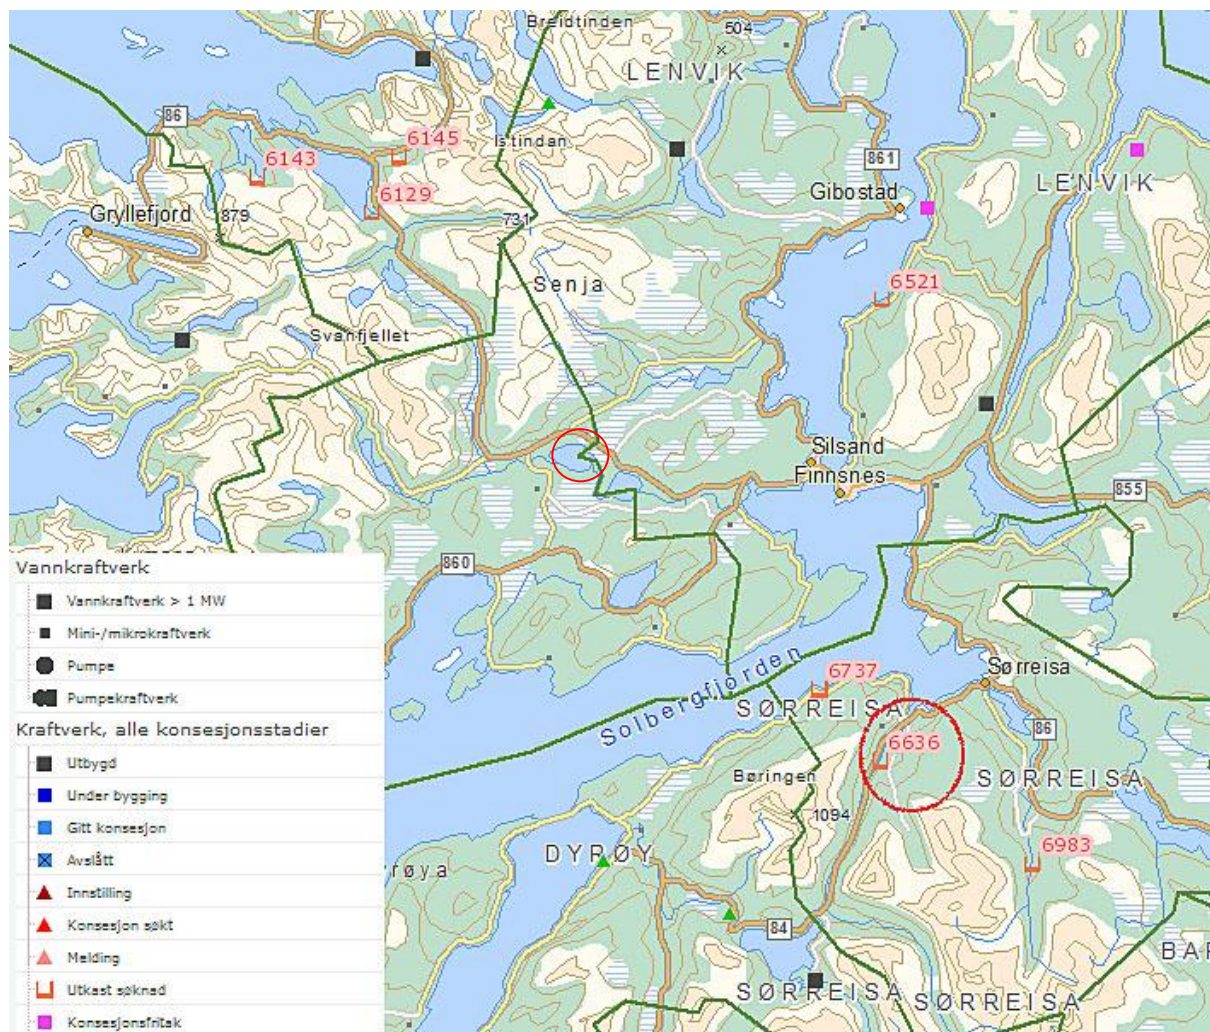 Breidtinden
504
LENVIK
86
6145
Istindan
6143
861
LENVIK
6129
Gibostad
Gryllefjord
879
731
6521
Senja
Svanfjellet
Silsand
Finnsnes
855
860
Sørreisa
6737
Solbergfjorden
SØRREISA
86
6636
Børingen
SØRREISA
1094
6983
DYRØY
røya
84
BAR
SØRREISA
SØRREISA
Vannkraftverk
Vannkraftverk > 1 MW
Mini-/mikrokraftverk
Pumpe
Pumpekraftverk
Kraftverk, alle konsesjonsstadier
Utbygd
Under bygging
Gitt konsesjon
Avslått
Innstilling
Konsesjon søkt
Melding
Utkast søknad
Konsesjonsfritak